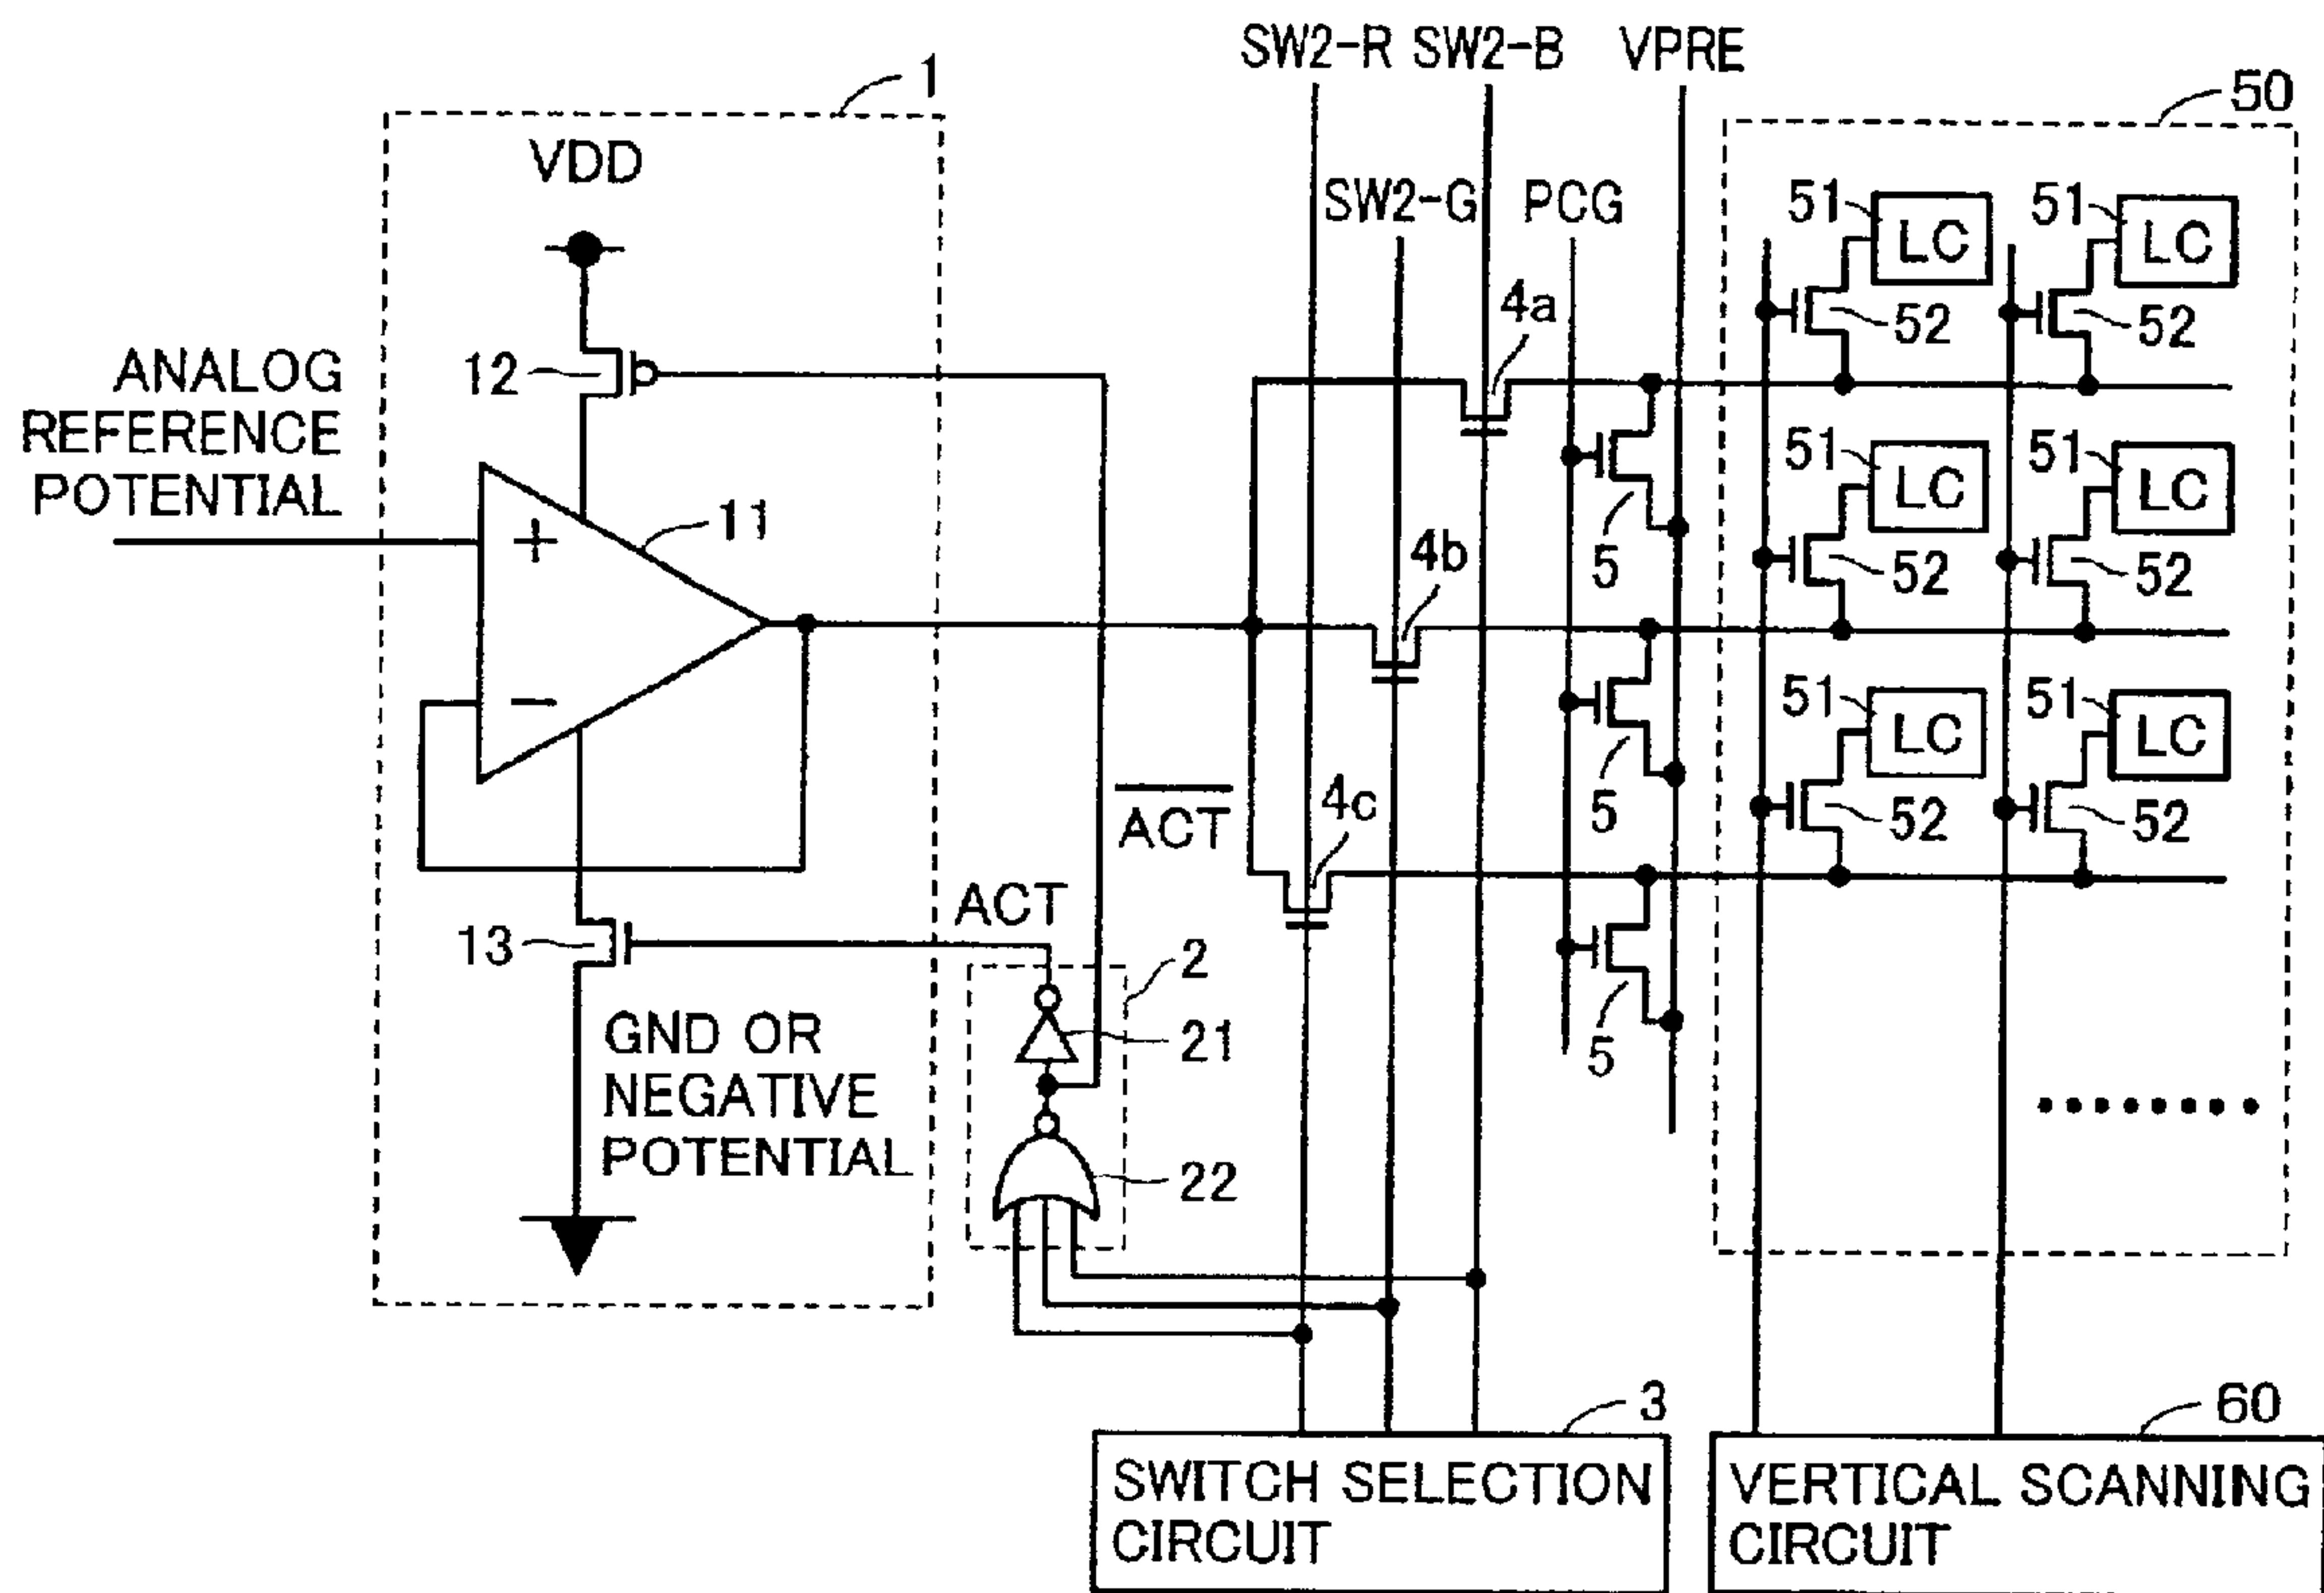 SW2-R SW2-B VPRE
50
1
VDD
SW2-G PCG
51 LC 51 LC
4a
12
52 52
ANALOG
REFERENCE
POTENTIAL
51 LC 51 LC
+
11
4b
5
52 52
−
51 LC 51 LC
ACT
4c
5
52 52
ACT
13
2
GND OR
NEGATIVE
POTENTIAL
21
5
········
22
3
60
SWITCH SELECTION
CIRCUIT
VERTICAL SCANNING
CIRCUIT